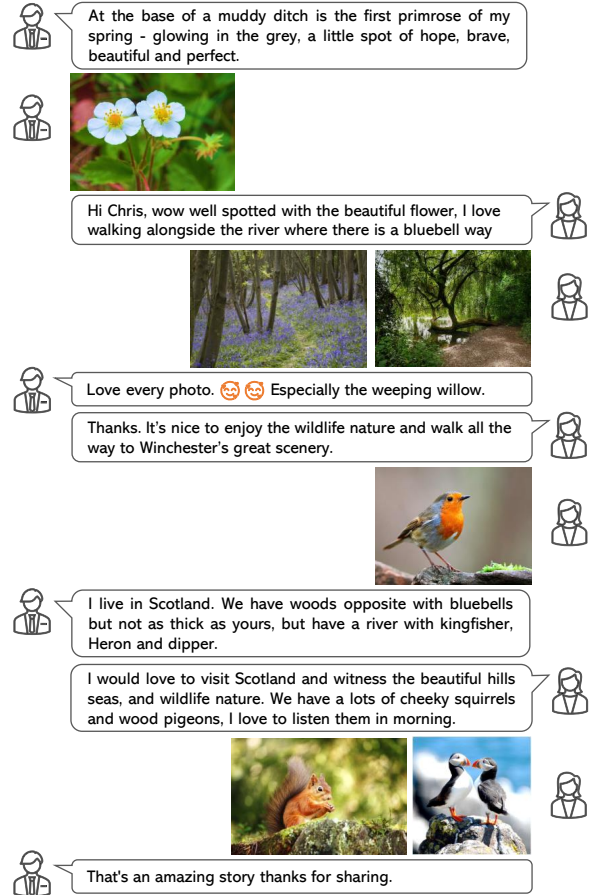 At the base of a muddy ditch is the first primrose of my
spring - glowing in the grey, a little spot of hope, brave,
beautiful and perfect.
Hi Chris, wow well spotted with the beautiful flower, I love
walking alongside the river where there is a bluebell way
Love every photo. 🥰 🥰 Especially the weeping willow.
Thanks. It's nice to enjoy the wildlife nature and walk all the
way to Winchester's great scenery.
I live in Scotland. We have woods opposite with bluebells
but not as thick as yours, but have a river with kingfisher,
Heron and dipper.
I would love to visit Scotland and witness the beautiful hills
seas, and wildlife nature. We have a lots of cheeky squirrels
and wood pigeons, I love to listen them in morning.
That's an amazing story thanks for sharing.